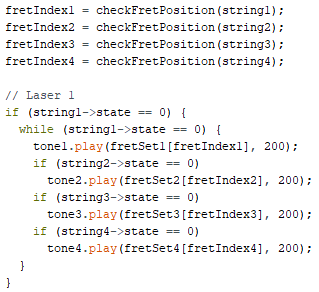 fretIndex1 = checkFretPosition(string1);
fretIndex2 = checkFretPosition(string2);
fretIndex3 = checkFretPosition(string3);
fretIndex4 = checkFretPosition(string4);

// Laser 1
if (string1->state == 0) {
  while (string1->state == 0) {
    tone1.play(fretSet1[fretIndex1], 200);
    if (string2->state == 0)
      tone2.play(fretSet2[fretIndex2], 200);
    if (string3->state == 0)
      tone3.play(fretSet3[fretIndex3], 200);
    if (string4->state == 0)
      tone4.play(fretSet4[fretIndex4], 200);
  }
}